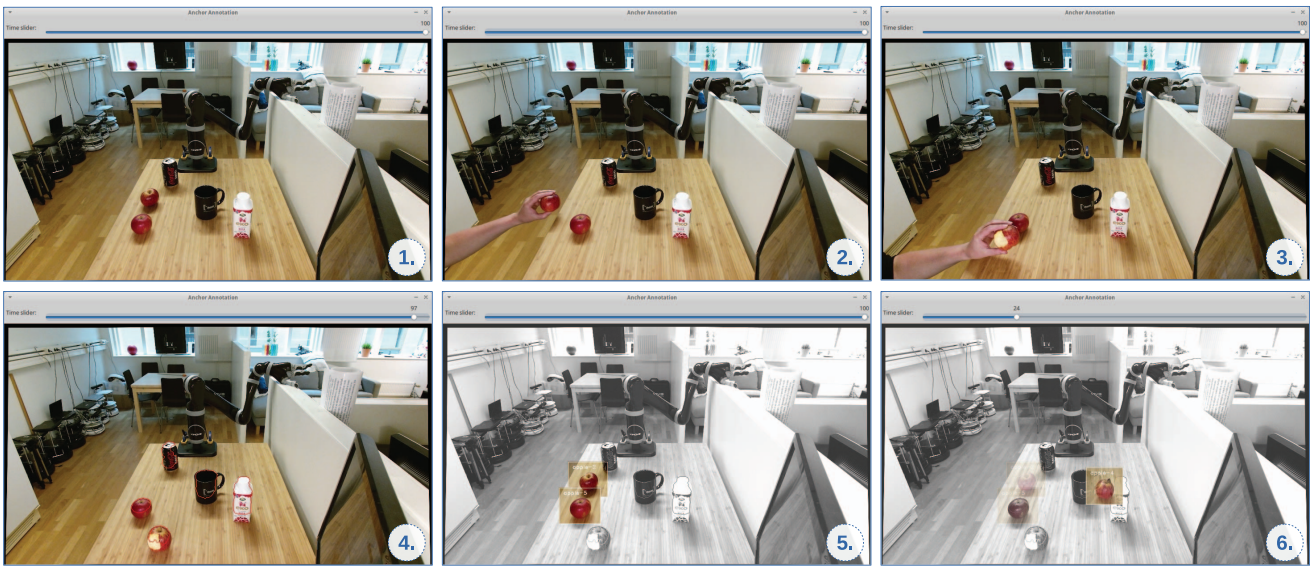 Anchor Annotation
Time slider:
100
1.
Anchor Annotation
Time slider:
100
2.
Anchor Annotation
Time slider:
100
3.
Anchor Annotation
Time slider:
97
4.
Anchor Annotation
Time slider:
100
5.
Anchor Annotation
Time slider:
24
6.